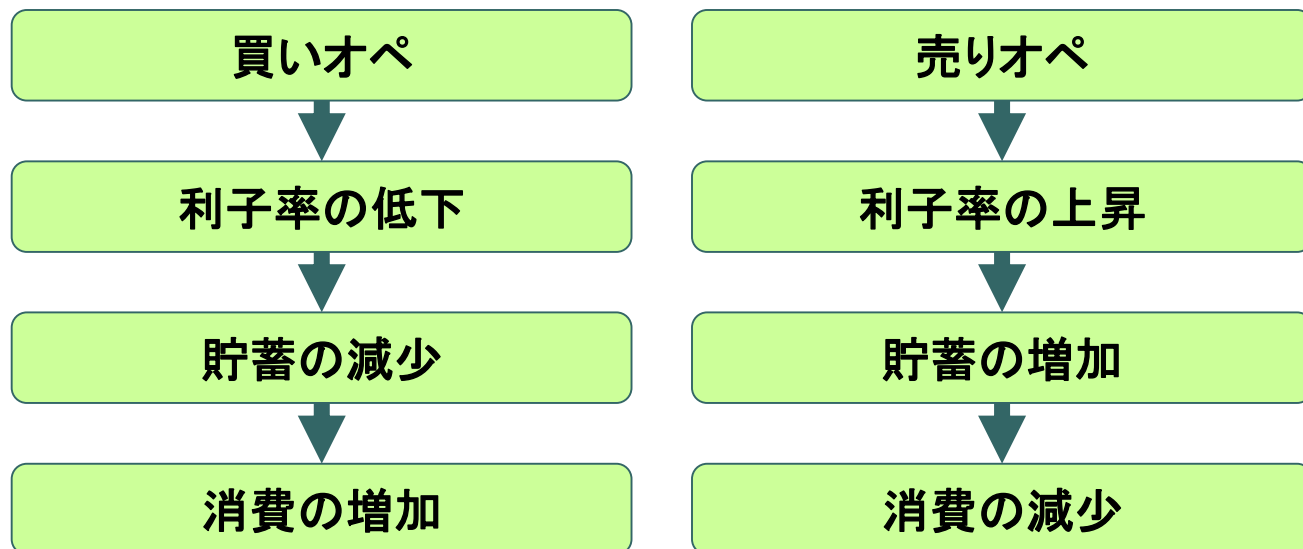 買いオペ
利子率の低下
貯蓄の減少
消費の増加
売りオペ
利子率の上昇
貯蓄の増加
消費の減少